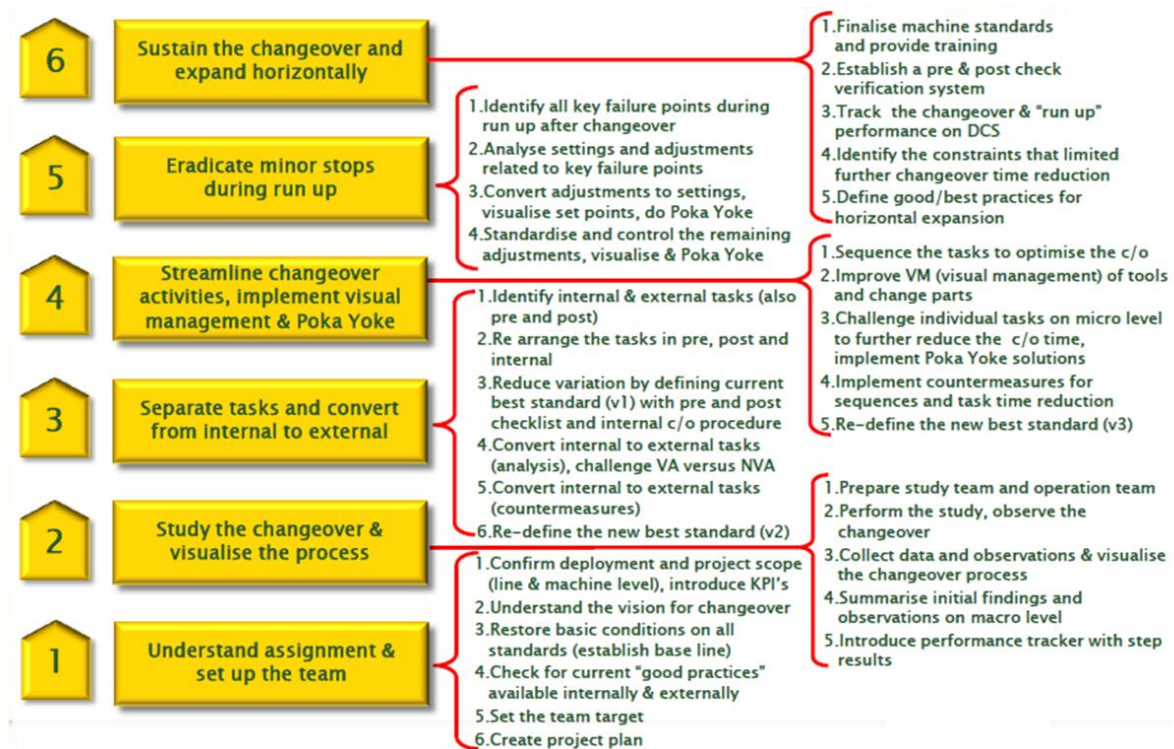 6
Sustain the changeover and
expand horizontally
1.Finalise machine standards
and provide training
2.Establish a pre & post check
verification system
3.Track the changeover & "run up"
performance on DCS
4.Identify the constraints that limited
further changeover time reduction
5.Define good/best practices for
horizontal expansion
5
Eradicate minor stops
during run up
1.Identify all key failure points during
run up after changeover
2.Analyse settings and adjustments
related to key failure points
3.Convert adjustments to settings,
visualise set points, do Poka Yoke
4.Standardise and control the remaining
adjustments, visualise & Poka Yoke
4
Streamline changeover
activities, implement visual
management & Poka Yoke
1.Sequence the tasks to optimise the c/o
2.Improve VM (visual management) of tools
and change parts
3.Challenge individual tasks on micro level
to further reduce the c/o time,
implement Poka Yoke solutions
4.Implement countermeasures for
sequences and task time reduction
5.Re-define the new best standard (v3)
3
Separate tasks and convert
from internal to external
1.Identify internal & external tasks (also
pre and post)
2.Re arrange the tasks in pre, post and
internal
3.Reduce variation by defining current
best standard (v1) with pre and post
checklist and internal c/o procedure
4.Convert internal to external tasks
(analysis), challenge VA versus NVA
5.Convert internal to external tasks
(countermeasures)
6.Re-define the new best standard (v2)
2
Study the changeover &
visualise the process
1.Prepare study team and operation team
2.Perform the study, observe the
changeover
3.Collect data and observations & visualise
the changeover process
4.Summarise initial findings and
observations on macro level
5.Introduce performance tracker with step
results
1
Understand assignment &
set up the team
1.Confirm deployment and project scope
(line & machine level), introduce KPI's
2.Understand the vision for changeover
3.Restore basic conditions on all
standards (establish base line)
4.Check for current "good practices"
available internally & externally
5.Set the team target
6.Create project plan